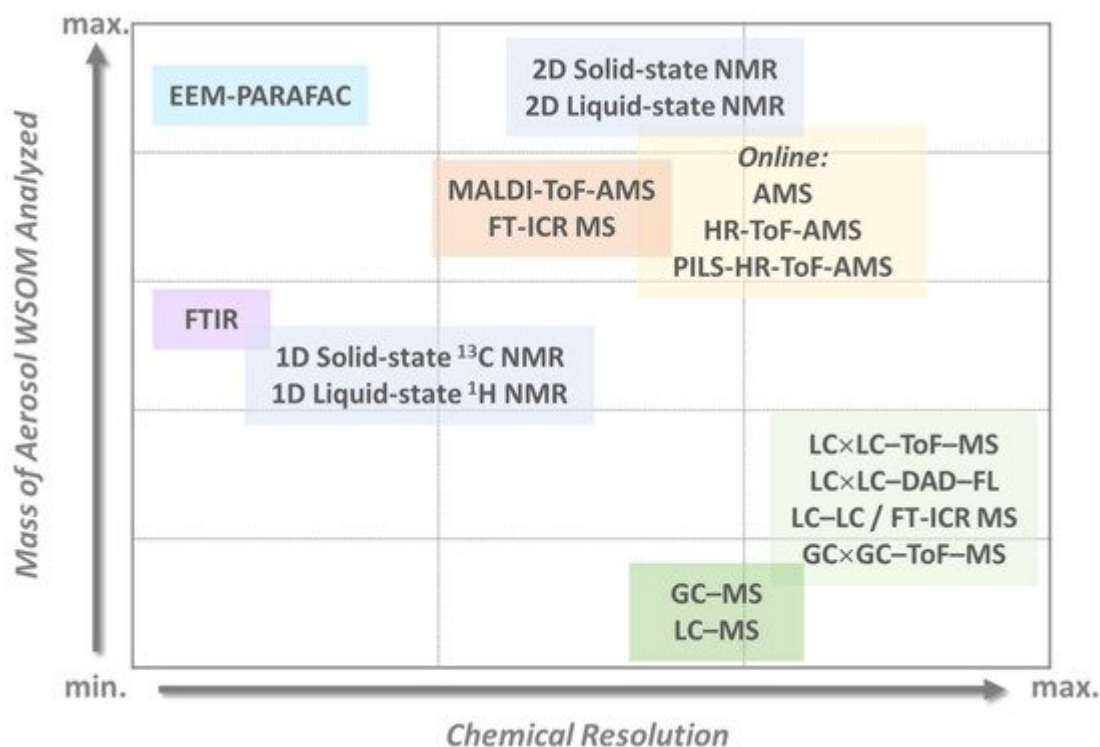 max.
Mass of Aerosol WSOM Analyzed
EEM-PARAFAC
2D Solid-state NMR
2D Liquid-state NMR
Online:
AMS
HR-ToF-AMS
PILS-HR-ToF-AMS
MALDI-ToF-AMS
FT-ICR MS
FTIR
1D Solid-state ¹³C NMR
1D Liquid-state ¹H NMR
LC×LC–ToF–MS
LC×LC–DAD–FL
LC–LC / FT-ICR MS
GC×GC–ToF–MS
GC–MS
LC–MS
min.
max.
Chemical Resolution